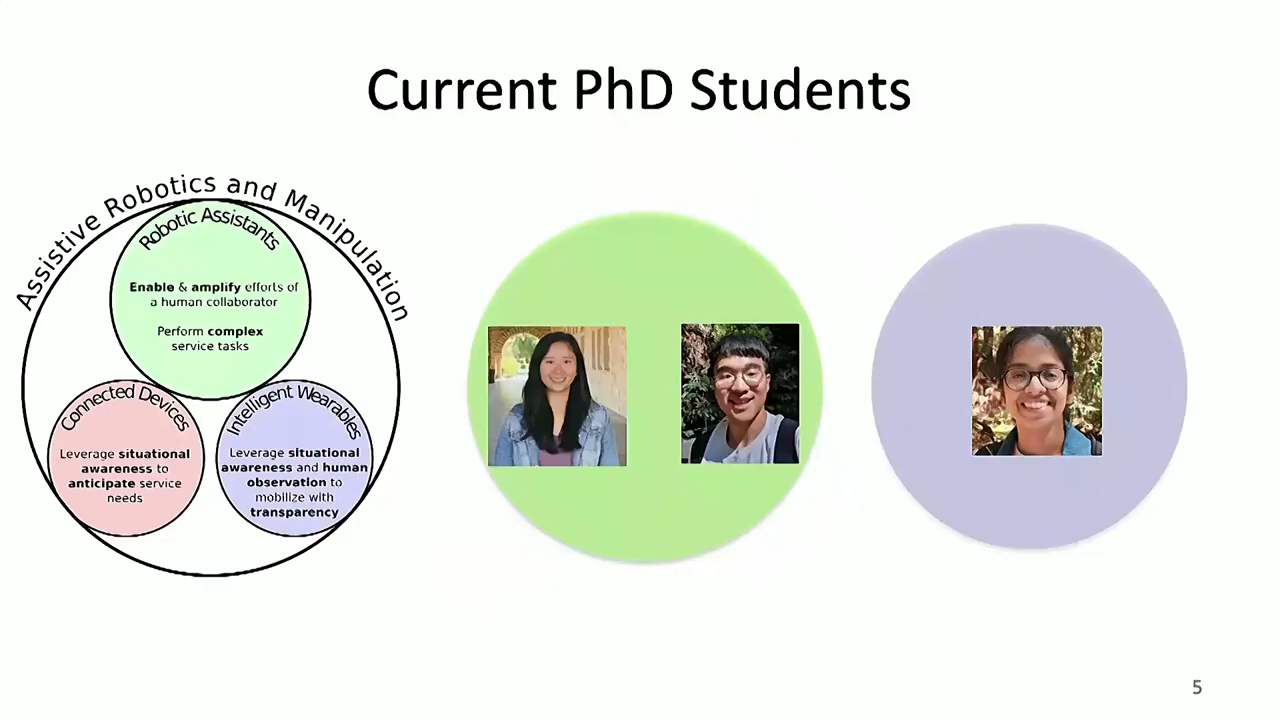 Current PhD Students
Assistive Robotics and Manipulation
Robotic Assistants
Enable & amplify efforts of
a human collaborator
Perform complex
service tasks
Connected Devices
Leverage situational
awareness to
anticipate service
needs
Intelligent Wearables
Leverage situational
awareness and human
observation to
mobilize with
transparency
5